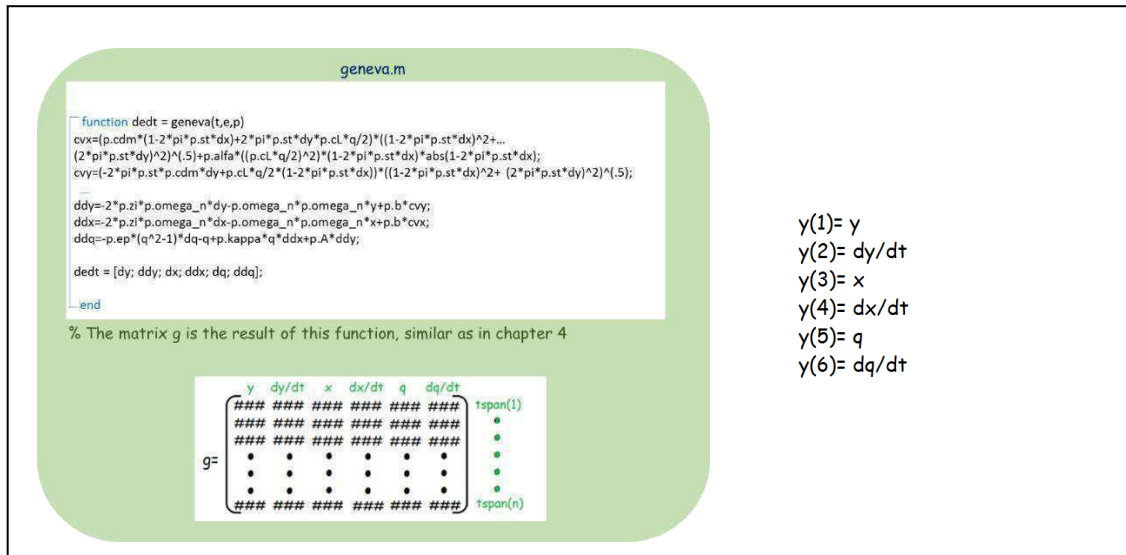 geneva.m
function dedt = geneva(t,e,p)
cvx=(p.cdm*(1-2*pi*p.st*dx)+2*pi*p.st*dy*p.cL*q/2)*((1-2*pi*p.st*dx)^2+...
(2*pi*p.st*dy)^2)^(.5)+p.alfa*((p.cL*q/2)^2)*(1-2*pi*p.st*dx)*abs(1-2*pi*p.st*dx);
cvy=(-2*pi*p.st*p.cdm*dy+p.cL*q/2*(1-2*pi*p.st*dx))*((1-2*pi*p.st*dx)^2+ (2*pi*p.st*dy)^2)^(.5);
ddy=-2*p.zi*p.omega_n*dy-p.omega_n*p.omega_n*y+p.b*cvy;
ddx=-2*p.zi*p.omega_n*dx-p.omega_n*p.omega_n*x+p.b*cvx;
ddq=-p.ep*(q^2-1)*dq-q+p.kappa*q*ddx+p.A*ddy;
dedt = [dy; ddy; dx; ddx; dq; ddq];
end
% The matrix g is the result of this function, similar as in chapter 4
y dy/dt x dx/dt q dq/dt
### ### ### ### ### ### tspan(1)
### ### ### ### ### ###
### ### ### ### ### ###
g=
### ### ### ### ### ### tspan(n)
y(1)= y
y(2)= dy/dt
y(3)= x
y(4)= dx/dt
y(5)= q
y(6)= dq/dt